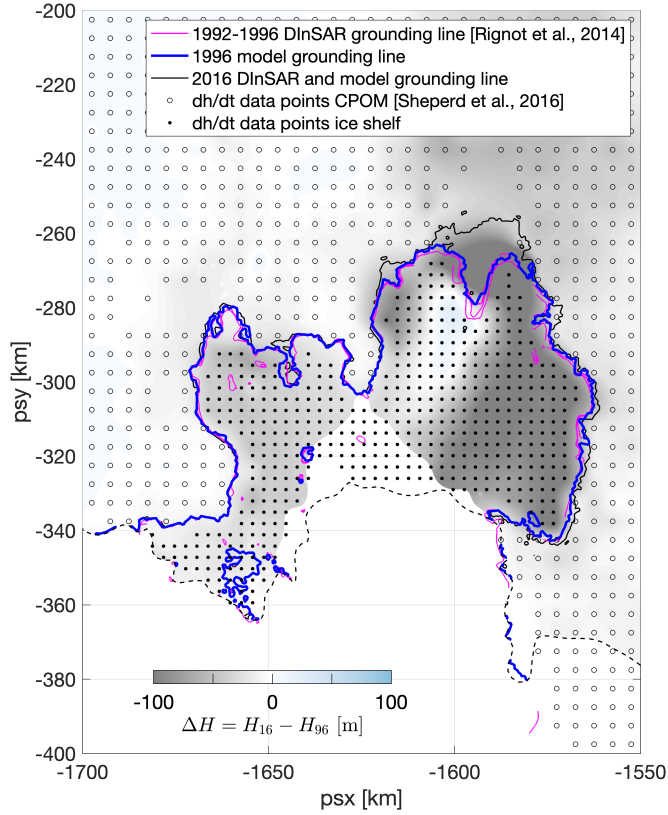 -200
1992-1996 DInSAR grounding line [Rignot et al., 2014]
1996 model grounding line
2016 DInSAR and model grounding line
dh/dt data points CPOM [Sheperd et al., 2016]
dh/dt data points ice shelf
-220
-240
-260
-280
-300
-320
-340
-360
-380
-400
psy [km]
-100 0 100
ΔH = H₁₆ − H₉₆ [m]
-1700 -1650 -1600 -1550
psx [km]